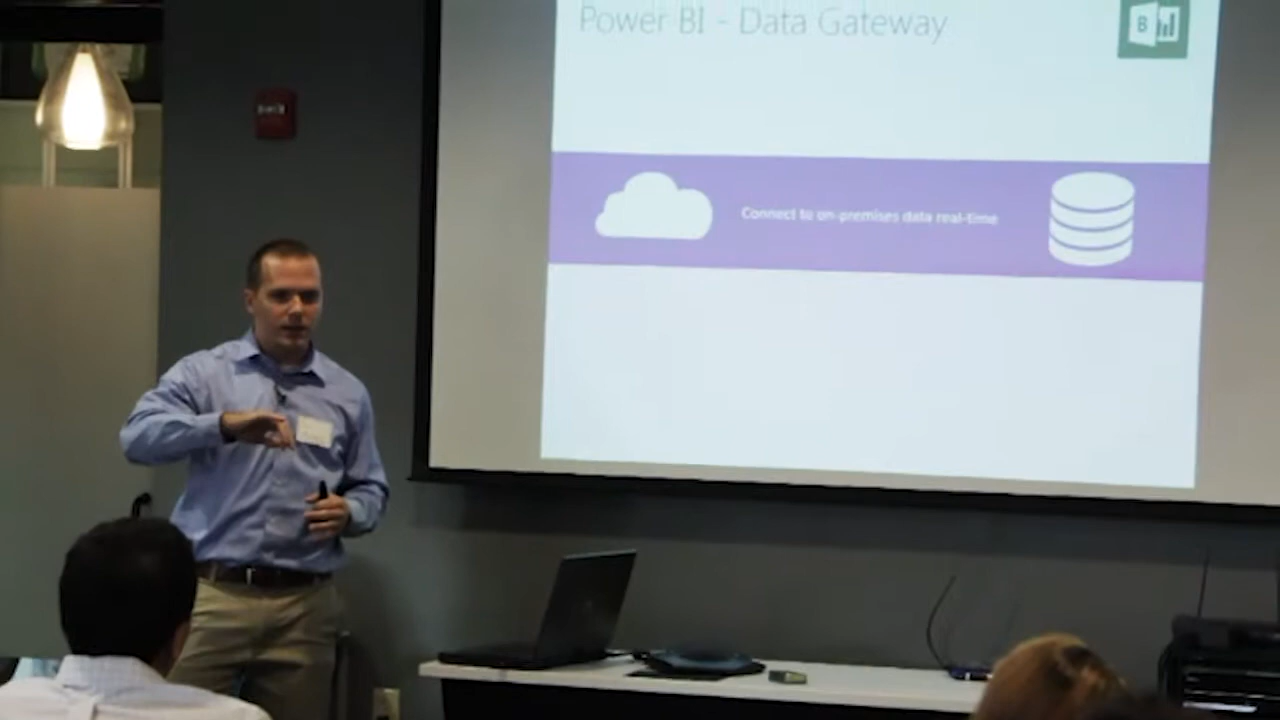 Power BI - Data Gateway
B
Connect to on-premises data real-time